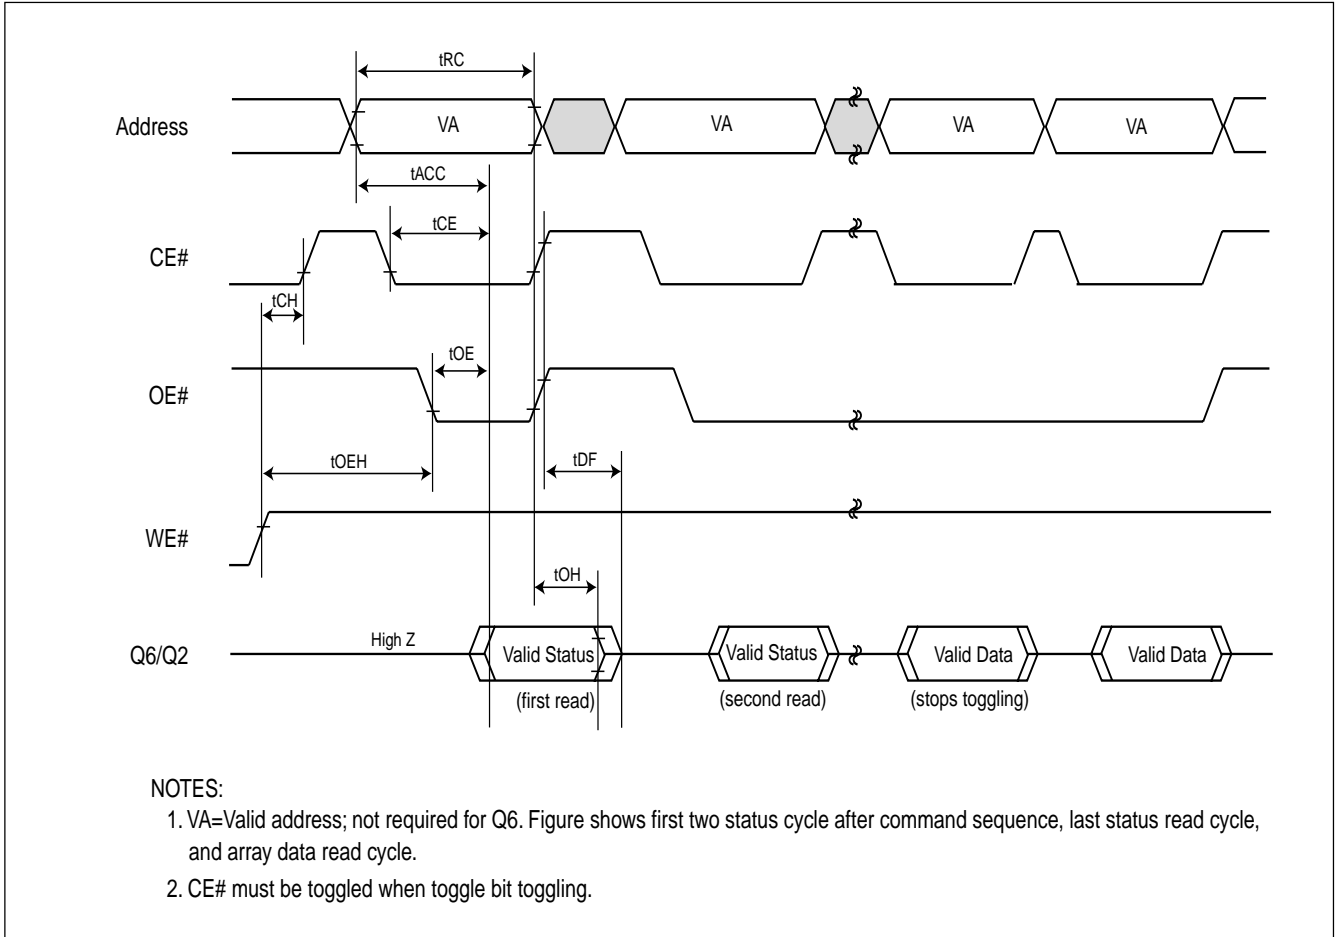 tRC
Address
VA
VA
VA
VA
tACC
tCE
CE#
tCH
tOE
OE#
tOEH
tDF
WE#
tOH
Q6/Q2
High Z
Valid Status
Valid Status
Valid Data
Valid Data
(first read)
(second read)
(stops toggling)
NOTES:
1. VA=Valid address; not required for Q6. Figure shows first two status cycle after command sequence, last status read cycle,
and array data read cycle.
2. CE# must be toggled when toggle bit toggling.